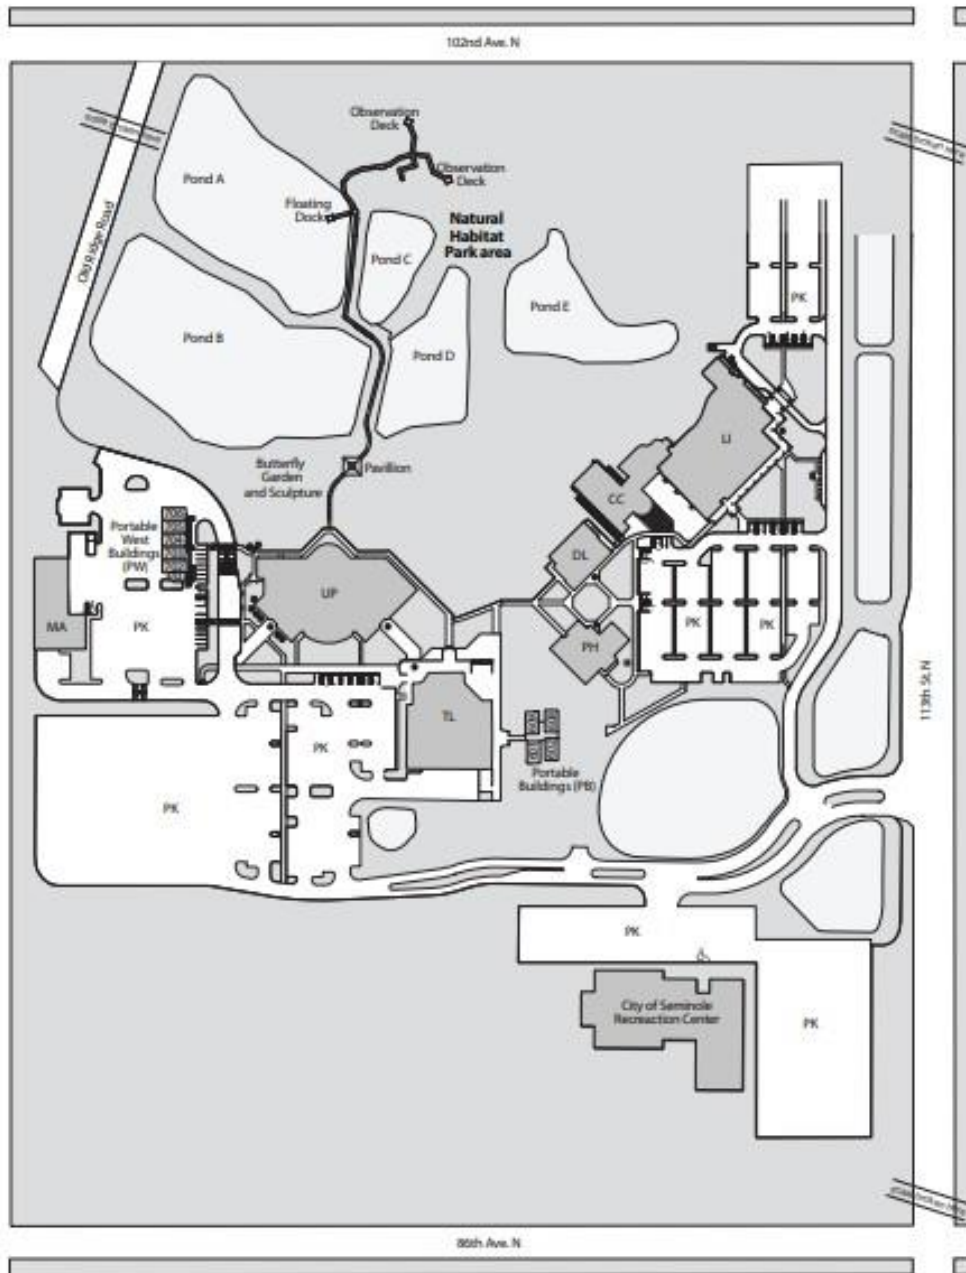 102nd Ave. N
Observation
Deck
Observation
Deck
Pond A
Floating
Dock
Natural
Habitat
Park area
Old Ridge Road
Pond C
Pond E
PK
Pond B
Pond D
LI
Butterfly
Garden
and Sculpture
Pavillion
CC
Portable
West
Buildings
(PW)
DL
UP
MA
PK
PK
PK
PH
113th St. N
TL
PK
Portable
Buildings (PB)
PK
PK
City of Seminole
Recreaction Center
PK
86th Ave. N